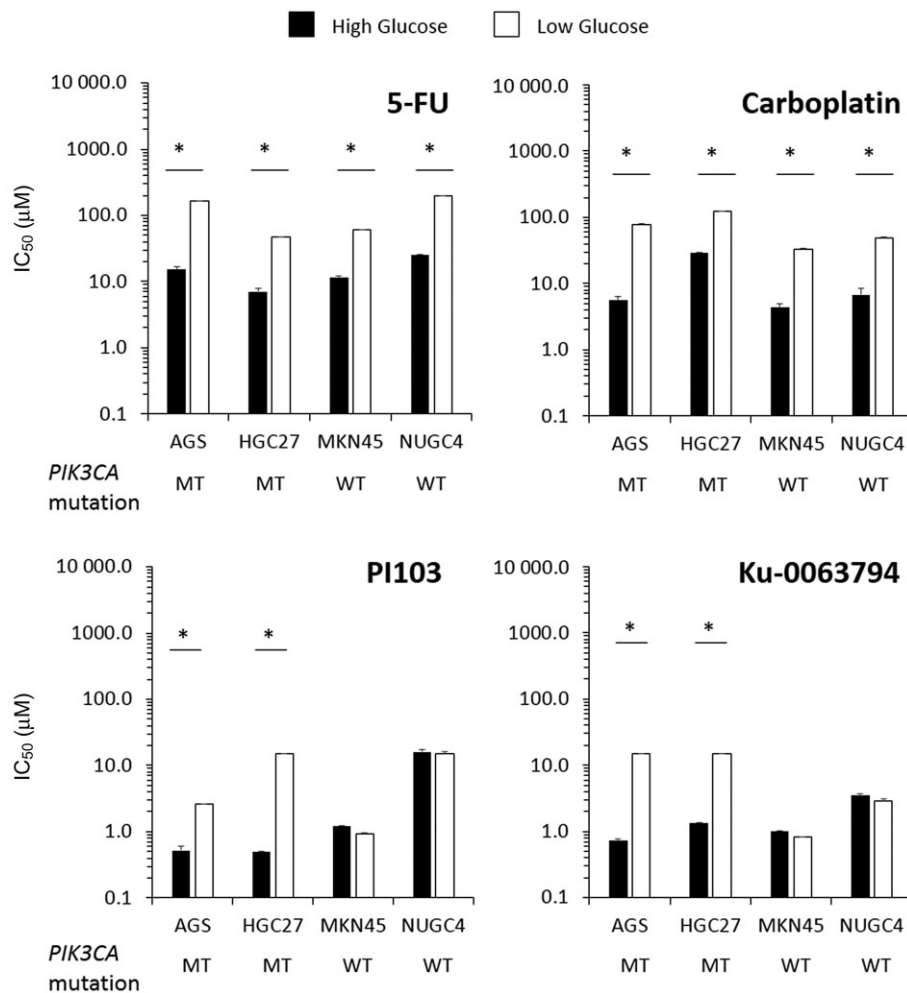 High Glucose Low Glucose
5-FU
10 000.0
1000.0
100.0
10.0
1.0
0.1
IC50 (µM)
* * * *
AGS HGC27 MKN45 NUGC4
PIK3CA
mutation
MT MT WT WT
Carboplatin
10 000.0
1000.0
100.0
10.0
1.0
0.1
* * * *
AGS HGC27 MKN45 NUGC4
MT MT WT WT
PI103
10 000.0
1000.0
100.0
10.0
1.0
0.1
IC50 (µM)
* *
AGS HGC27 MKN45 NUGC4
PIK3CA
mutation
MT MT WT WT
Ku-0063794
10 000.0
1000.0
100.0
10.0
1.0
0.1
* *
AGS HGC27 MKN45 NUGC4
MT MT WT WT